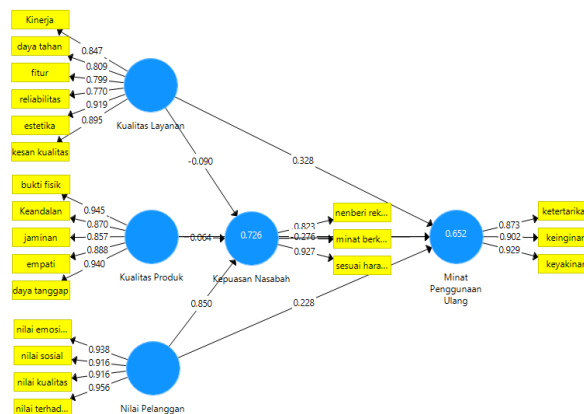 Kinerja
daya tahan
fitur
reliabilitas
estetika
kesan kualitas
0.847
0.809
0.799
0.770
0.919
0.895
Kualitas Layanan
-0.090
0.328
bukti fisik
Keandalan
jaminan
empati
daya tanggap
0.945
0.870
0.857
0.888
0.940
Kualitas Produk
0.726
Kepuasan Nasabah
0.823
-0.276
0.927
nenberi rek...
minat berk...
sesuai hara...
0.652
Minat
Penggunaan
Ulang
0.873
0.902
0.929
ketertarika
keinginan
keyakinan
0.850
0.228
nilai emosi...
nilai sosial
nilai kualitas
nilai terhad...
0.938
0.916
0.916
0.956
Nilai Pelanggan